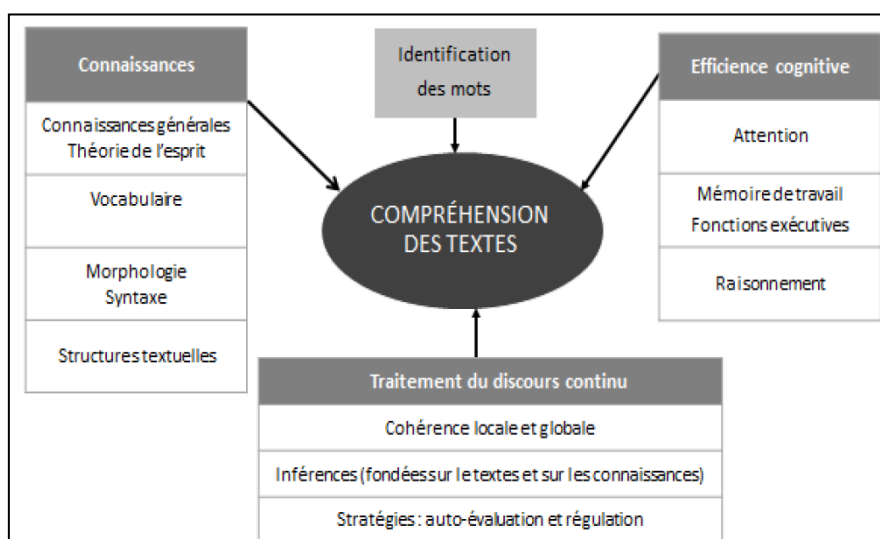 Connaissances
Connaissances générales
Théorie de l'esprit
Vocabulaire
Morphologie
Syntaxe
Structures textuelles
Identification
des mots
COMPRÉHENSION
DES TEXTES
Efficience cognitive
Attention
Mémoire de travail
Fonctions exécutives
Raisonnement
Traitement du discours continu
Cohérence locale et globale
Inférences (fondées sur le textes et sur les connaissances)
Stratégies : auto-évaluation et régulation